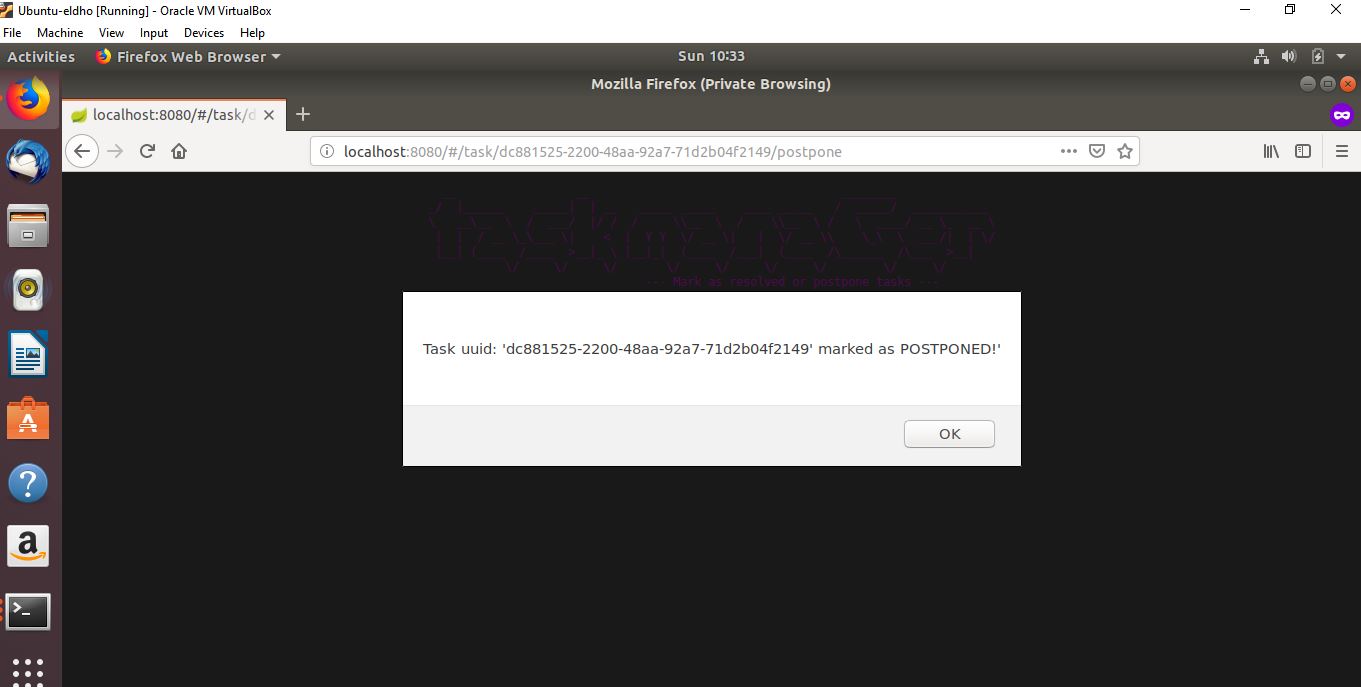 Ubuntu-eldho [Running] - Oracle VM VirtualBox
File Machine View Input Devices Help
Activities Firefox Web Browser Sun 10:33
Mozilla Firefox (Private Browsing)
localhost:8080/#/task/d
localhost:8080/#/task/dc881525-2200-48aa-92a7-71d2b04f2149/postpone
taskmanager
--- Mark as resolved or postpone tasks ---
Task uuid: 'dc881525-2200-48aa-92a7-71d2b04f2149' marked as POSTPONED!'
OK